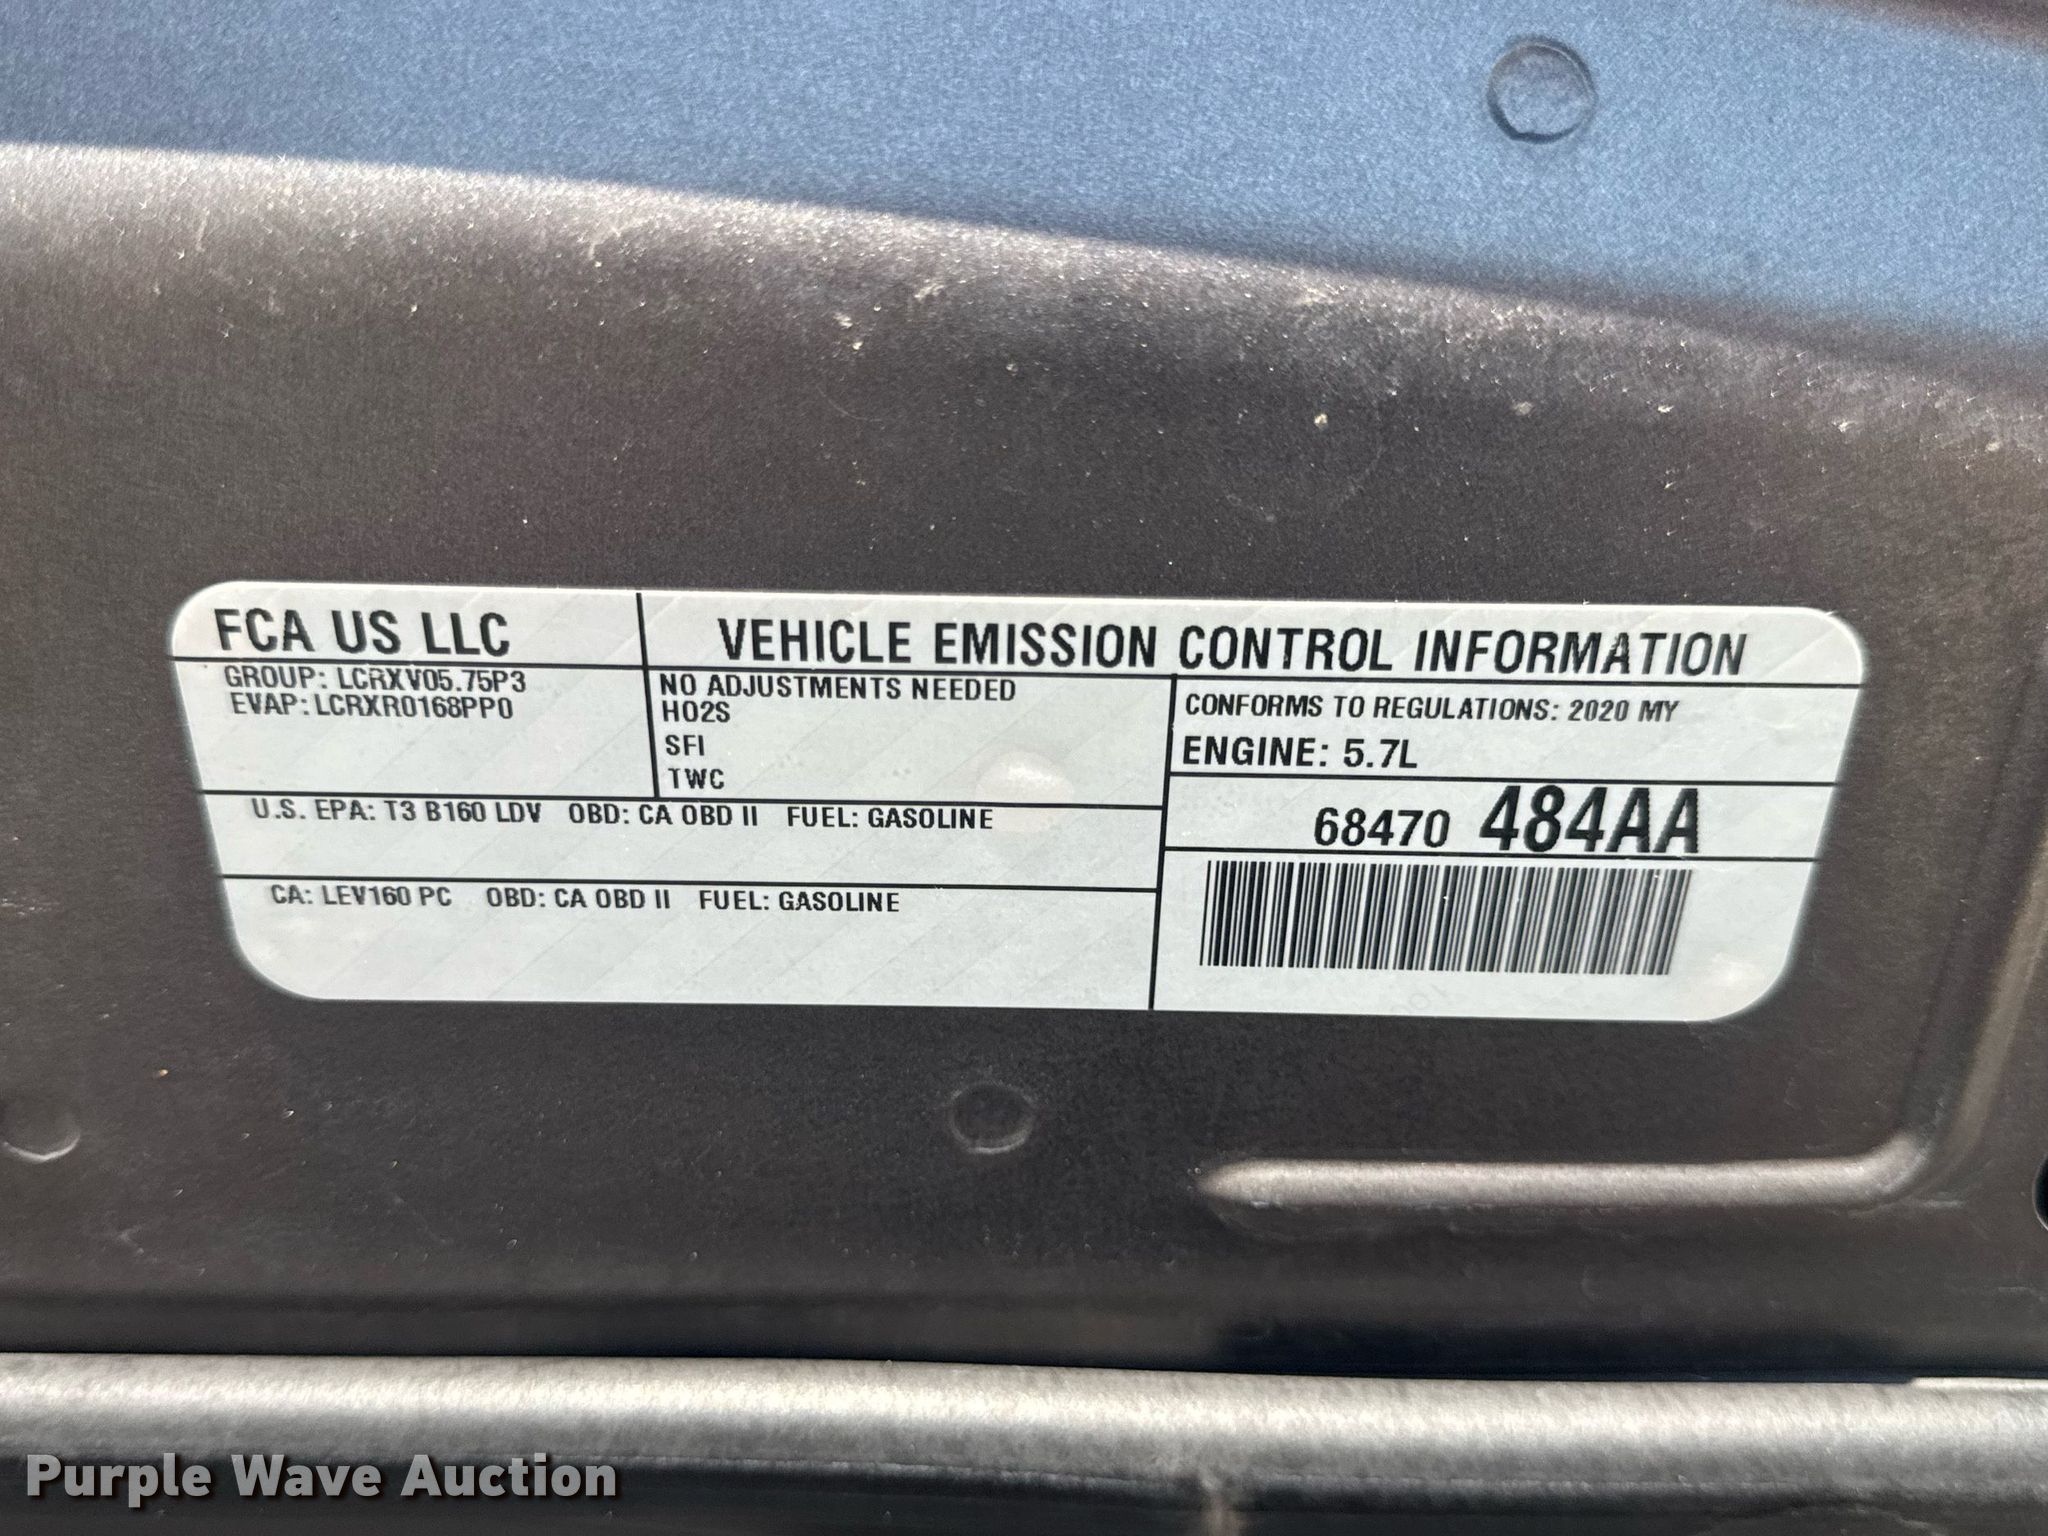 FCA US LLC
VEHICLE EMISSION CONTROL INFORMATION
GROUP: LCRXV05.75P3
EVAP: LCRXR0168PP0
NO ADJUSTMENTS NEEDED
HO2S
SFI
TWC
CONFORMS TO REGULATIONS: 2020 MY
ENGINE: 5.7L
U.S. EPA: T3 B160 LDV OBD: CA OBD II FUEL: GASOLINE
68470 484AA
CA: LEV160 PC OBD: CA OBD II FUEL: GASOLINE
Purple Wave Auction